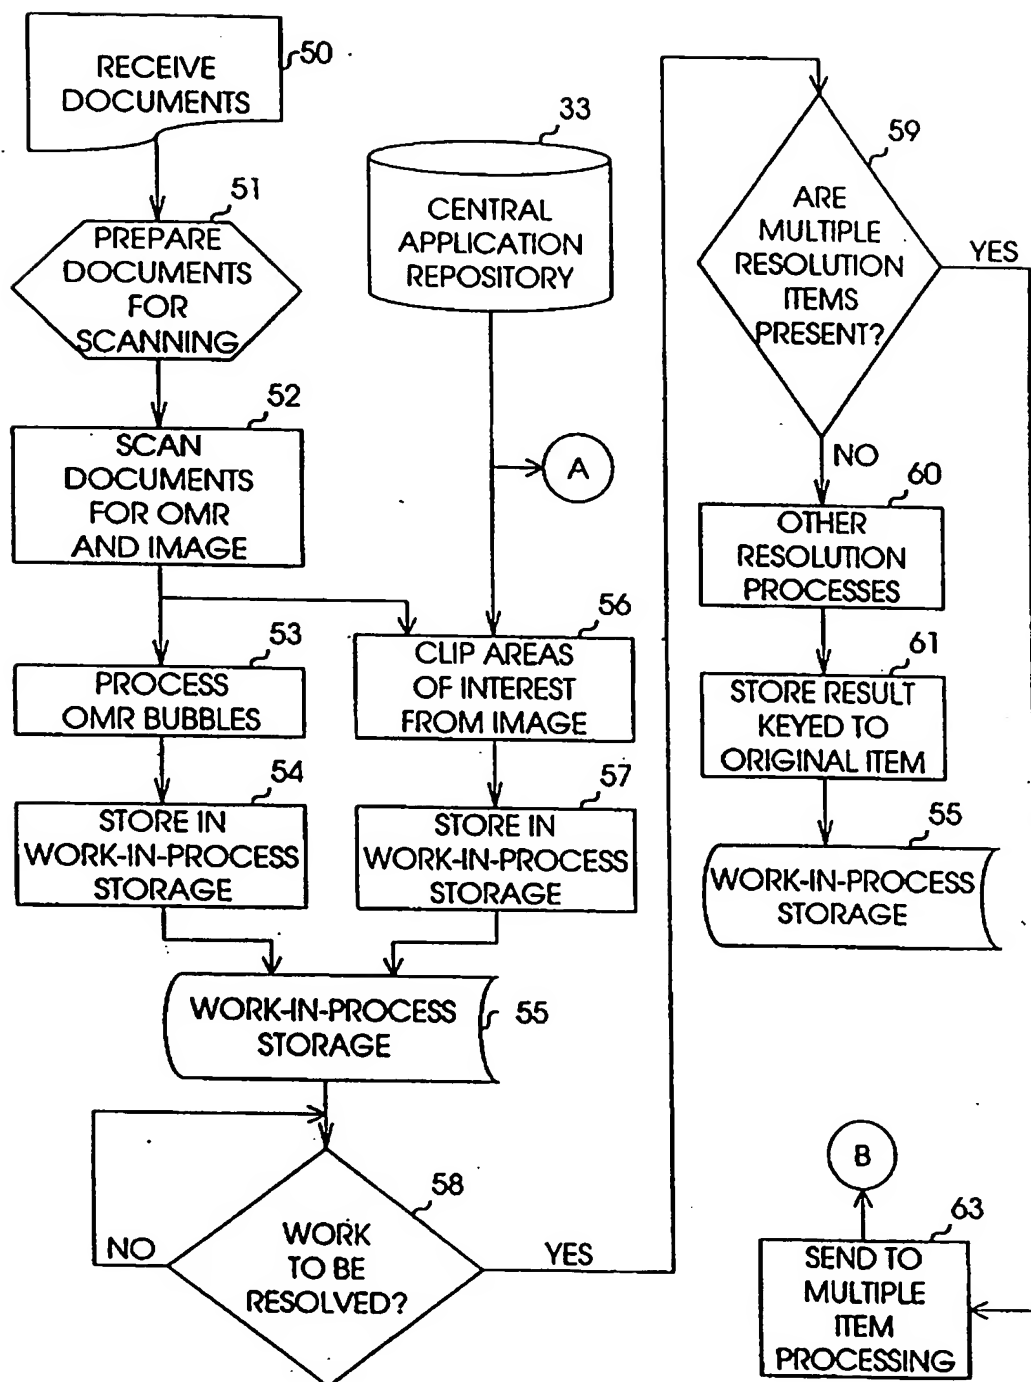 50
RECEIVE
DOCUMENTS
51
PREPARE
DOCUMENTS
FOR
SCANNING
52
SCAN
DOCUMENTS
FOR OMR
AND IMAGE
53
PROCESS
OMR BUBBLES
54
STORE IN
WORK-IN-PROCESS
STORAGE
33
CENTRAL
APPLICATION
REPOSITORY
A
56
CLIP AREAS
OF INTEREST
FROM IMAGE
57
STORE IN
WORK-IN-PROCESS
STORAGE
WORK-IN-PROCESS
STORAGE
55
58
WORK
TO BE
RESOLVED?
NO
YES
59
ARE
MULTIPLE
RESOLUTION
ITEMS
PRESENT?
YES
NO
60
OTHER
RESOLUTION
PROCESSES
61
STORE RESULT
KEYED TO
ORIGINAL ITEM
55
WORK-IN-PROCESS
STORAGE
B
63
SEND TO
MULTIPLE
ITEM
PROCESSING